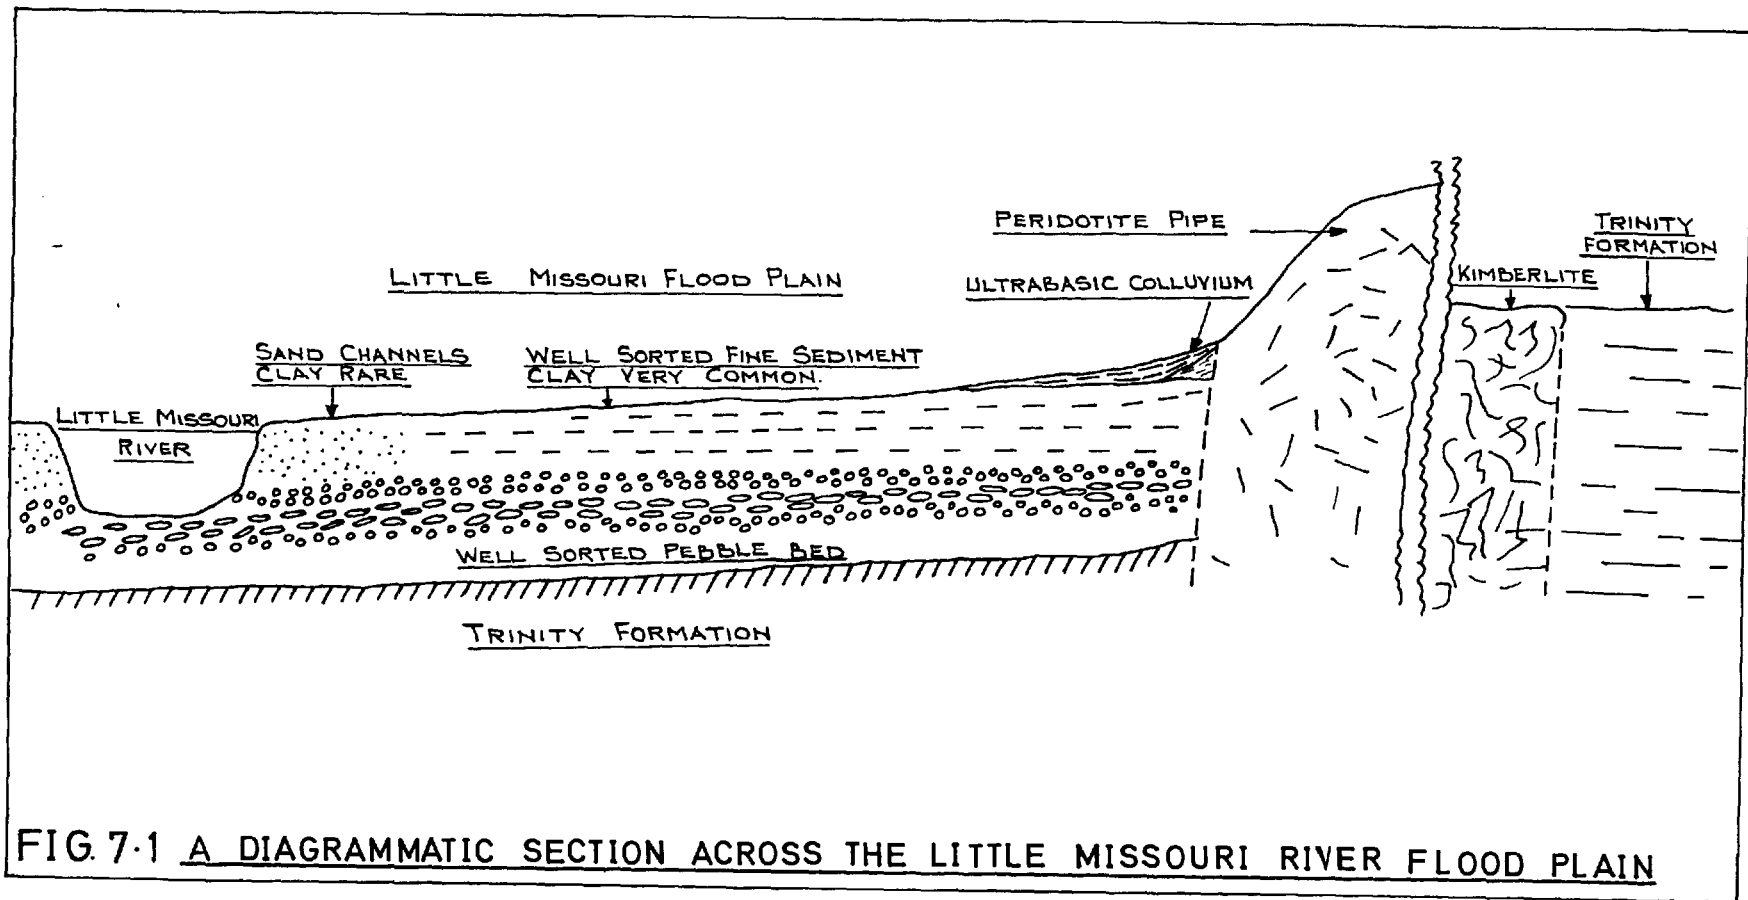 PERIDOTITE PIPE
TRINITY
FORMATION
LITTLE MISSOURI FLOOD PLAIN
ULTRABASIC COLLUVIUM
KIMBERLITE
SAND CHANNELS
CLAY RARE
WELL SORTED FINE SEDIMENT
CLAY VERY COMMON.
LITTLE MISSOURI
RIVER
WELL SORTED PEBBLE BED
TRINITY FORMATION
FIG. 7·1 A DIAGRAMMATIC SECTION ACROSS THE LITTLE MISSOURI RIVER FLOOD PLAIN